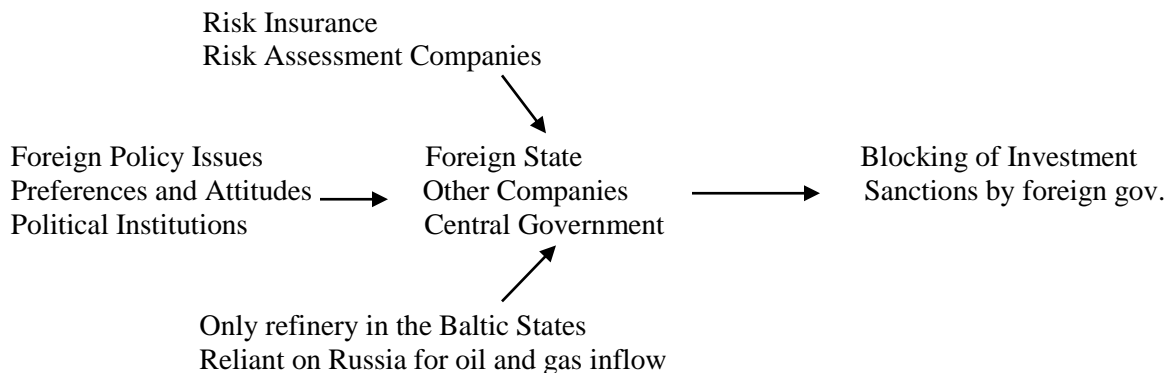 Risk Insurance
Risk Assessment Companies
Foreign Policy Issues
Preferences and Attitudes
Political Institutions
Foreign State
Other Companies
Central Government
Blocking of Investment
Sanctions by foreign gov.
Only refinery in the Baltic States
Reliant on Russia for oil and gas inflow